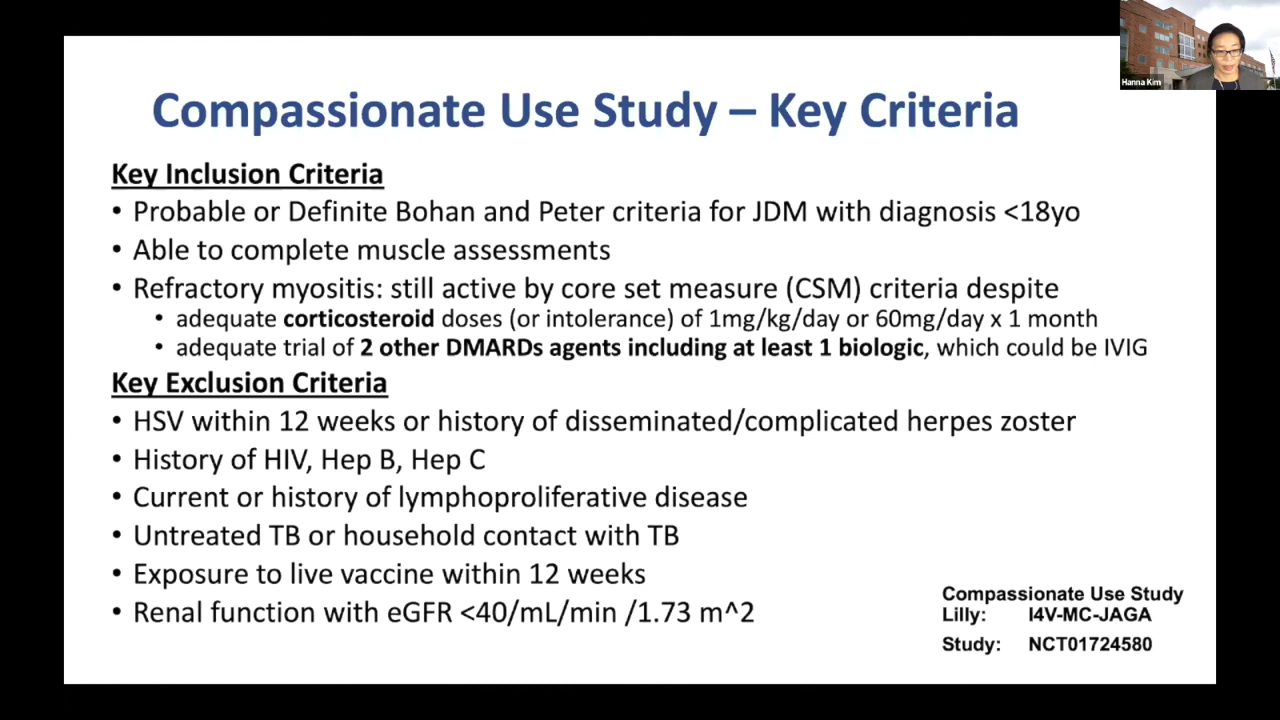 Hanna Kim
Compassionate Use Study – Key Criteria
Key Inclusion Criteria
• Probable or Definite Bohan and Peter criteria for JDM with diagnosis <18yo
• Able to complete muscle assessments
• Refractory myositis: still active by core set measure (CSM) criteria despite
• adequate corticosteroid doses (or intolerance) of 1mg/kg/day or 60mg/day x 1 month
• adequate trial of 2 other DMARDs agents including at least 1 biologic, which could be IVIG
Key Exclusion Criteria
• HSV within 12 weeks or history of disseminated/complicated herpes zoster
• History of HIV, Hep B, Hep C
• Current or history of lymphoproliferative disease
• Untreated TB or household contact with TB
• Exposure to live vaccine within 12 weeks
• Renal function with eGFR <40/mL/min /1.73 m^2
Compassionate Use Study
Lilly: I4V-MC-JAGA
Study: NCT01724580